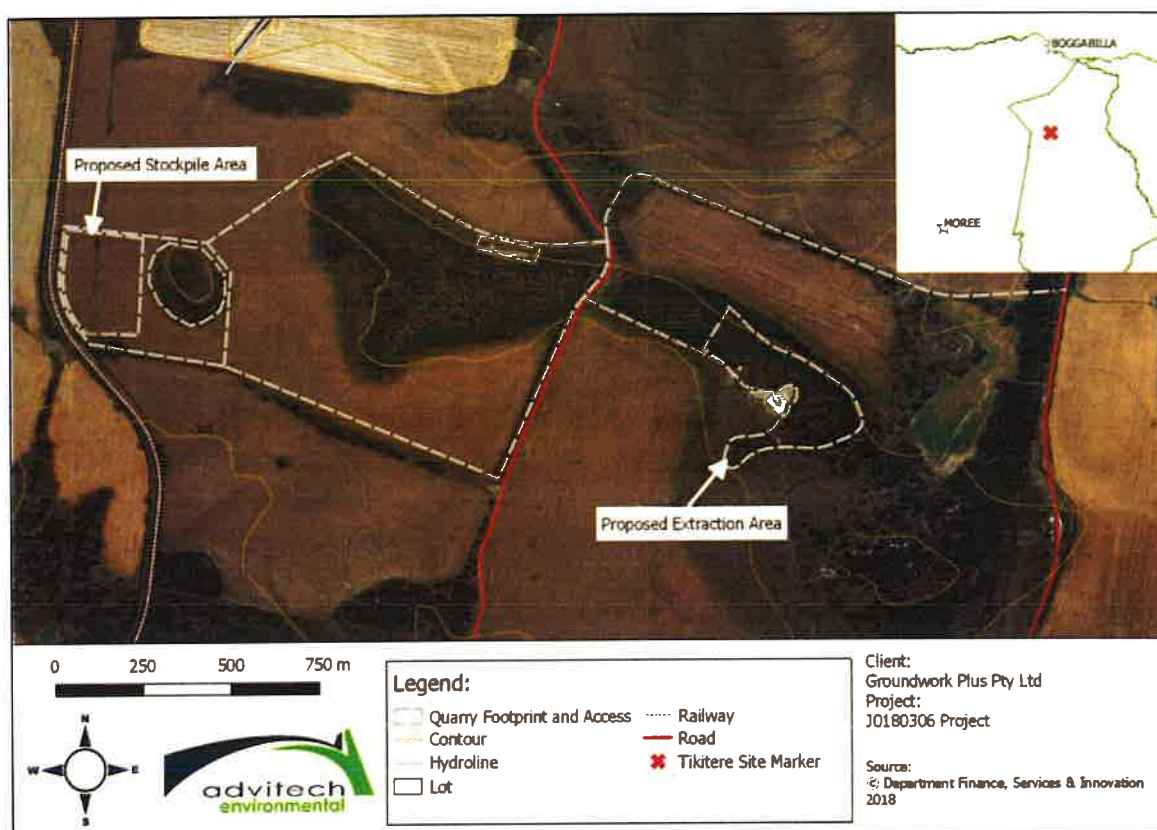 BOGGABILLA
MOREE
Proposed Stockpile Area
Proposed Extraction Area
0 250 500 750 m
N
W E
S
advitech
environmental
Legend:
Quarry Footprint and Access
Contour
Hydroline
Lot
Railway
Road
Tikitere Site Marker
Client:
Groundwork Plus Pty Ltd
Project:
J0180306 Project
Source:
© Department Finance, Services & Innovation
2018